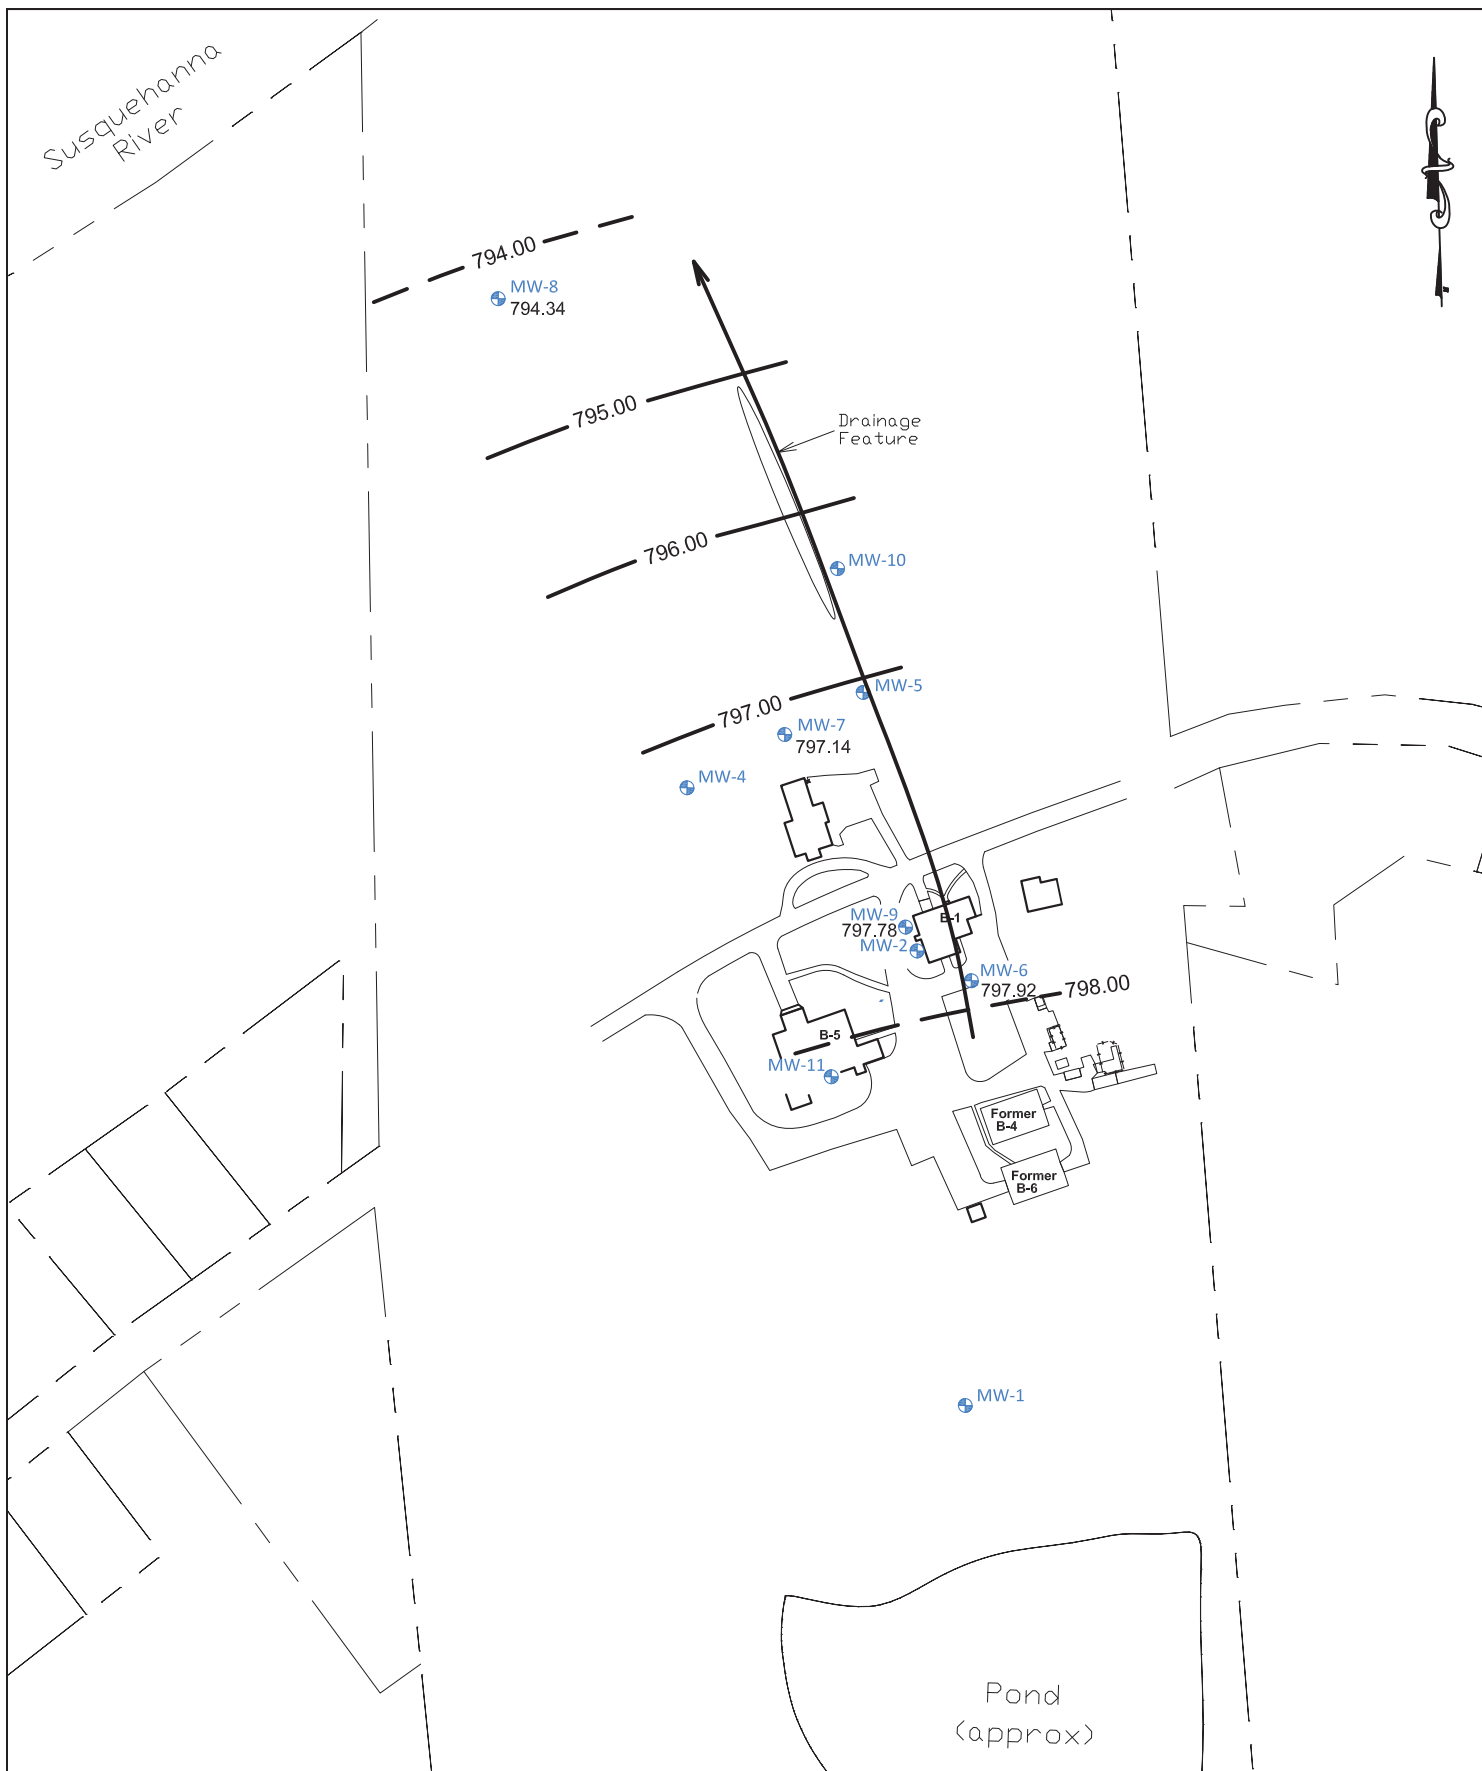 Susquehanna
River
794.00
MW-8
794.34
795.00
Drainage
Feature
796.00
MW-10
797.00
MW-5
MW-7
797.14
MW-4
MW-9
797.78
B-1
MW-2
MW-6
797.92
798.00
B-5
MW-11
Former
B-4
Former
B-6
MW-1
Pond
(approx)